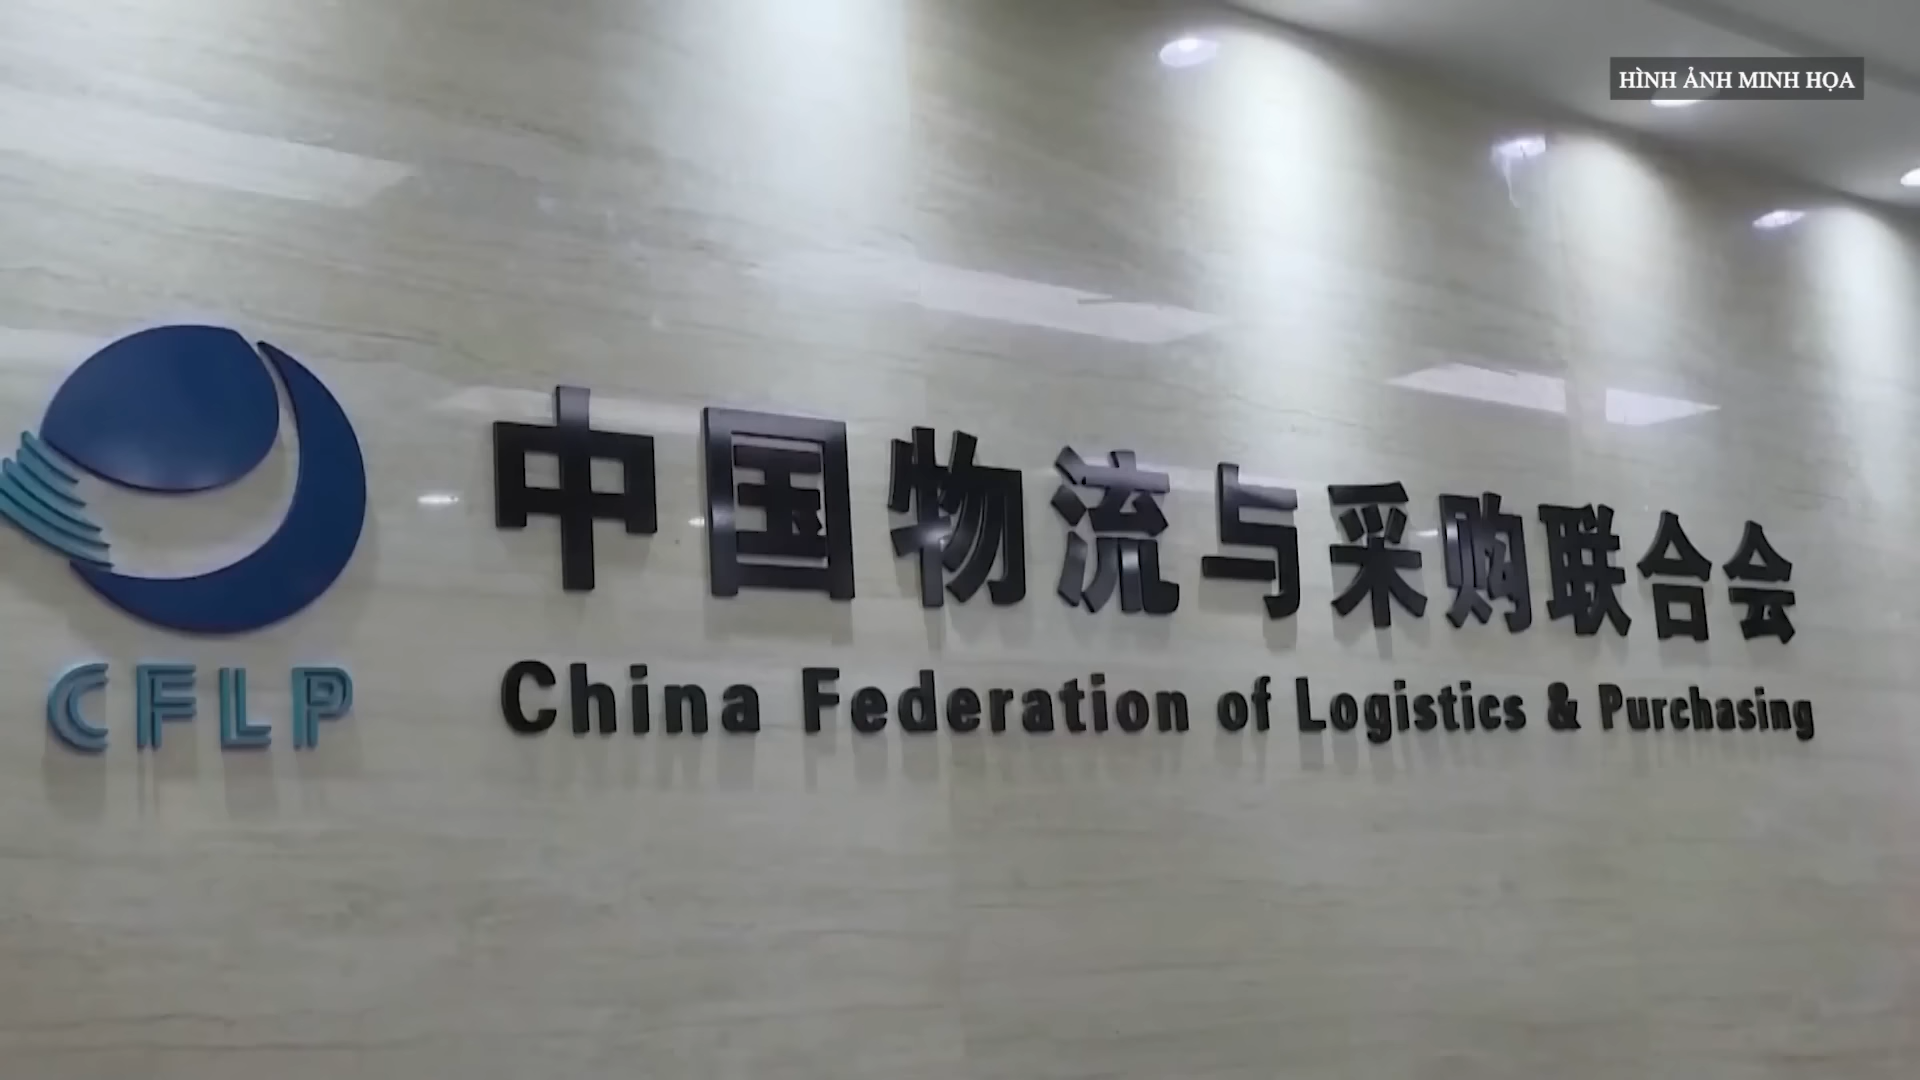 HÌNH ẢNH MINH HỌA
中国物流与采购联合会
China Federation of Logistics & Purchasing
CFLP